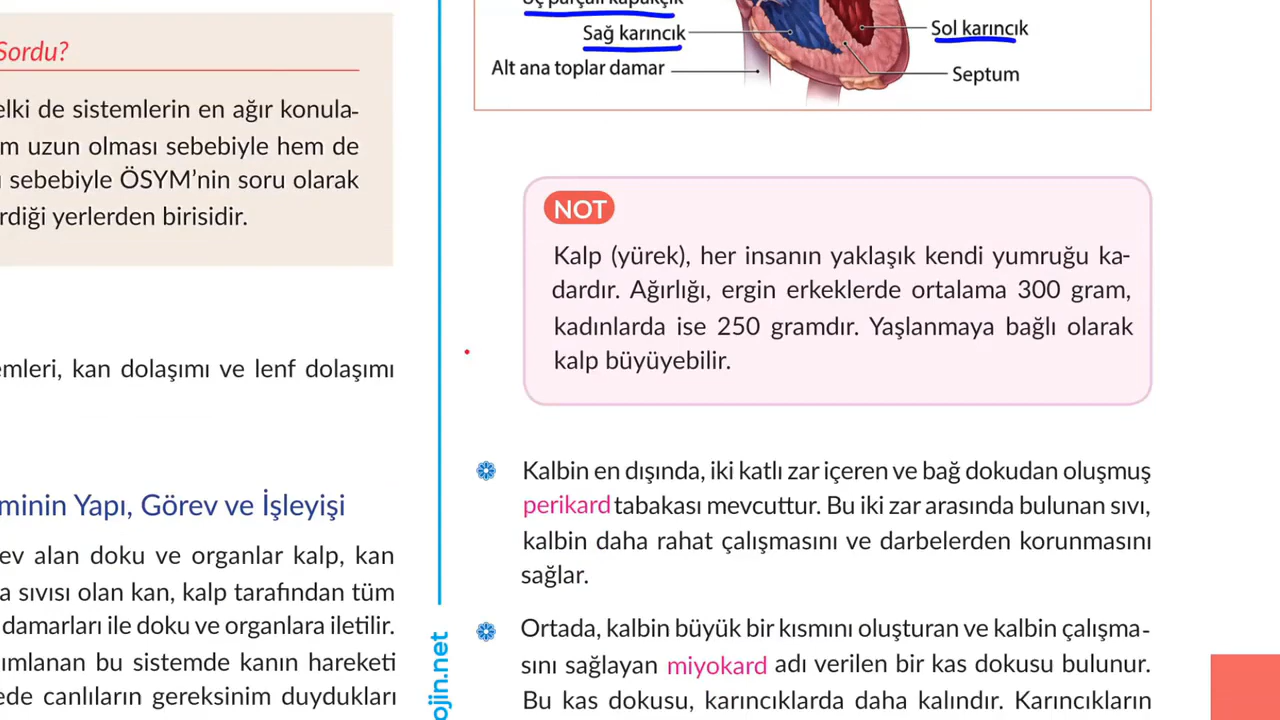 Sordu?
elki de sistemlerin en ağır konula-
m uzun olması sebebiyle hem de
sebebiyle ÖSYM'nin soru olarak
rdiği yerlerden birisidir.
emleri, kan dolaşımı ve lenf dolaşımı
minin Yapı, Görev ve İşleyişi
ev alan doku ve organlar kalp, kan
a sıvısı olan kan, kalp tarafından tüm
damarları ile doku ve organlara iletilir.
ımlanan bu sistemde kanın hareketi
ede canlıların gereksinim duydukları
ojin.net
Üç parçalı kapakçık
Sağ karıncık
Alt ana toplar damar
Sol karıncık
Septum
NOT
Kalp (yürek), her insanın yaklaşık kendi yumruğu ka-
dardır. Ağırlığı, ergin erkeklerde ortalama 300 gram,
kadınlarda ise 250 gramdır. Yaşlanmaya bağlı olarak
kalp büyüyebilir.
Kalbin en dışında, iki katlı zar içeren ve bağ dokudan oluşmuş
perikard tabakası mevcuttur. Bu iki zar arasında bulunan sıvı,
kalbin daha rahat çalışmasını ve darbelerden korunmasını
sağlar.
Ortada, kalbin büyük bir kısmını oluşturan ve kalbin çalışma-
sını sağlayan miyokard adı verilen bir kas dokusu bulunur.
Bu kas dokusu, karıncıklarda daha kalındır. Karıncıkların